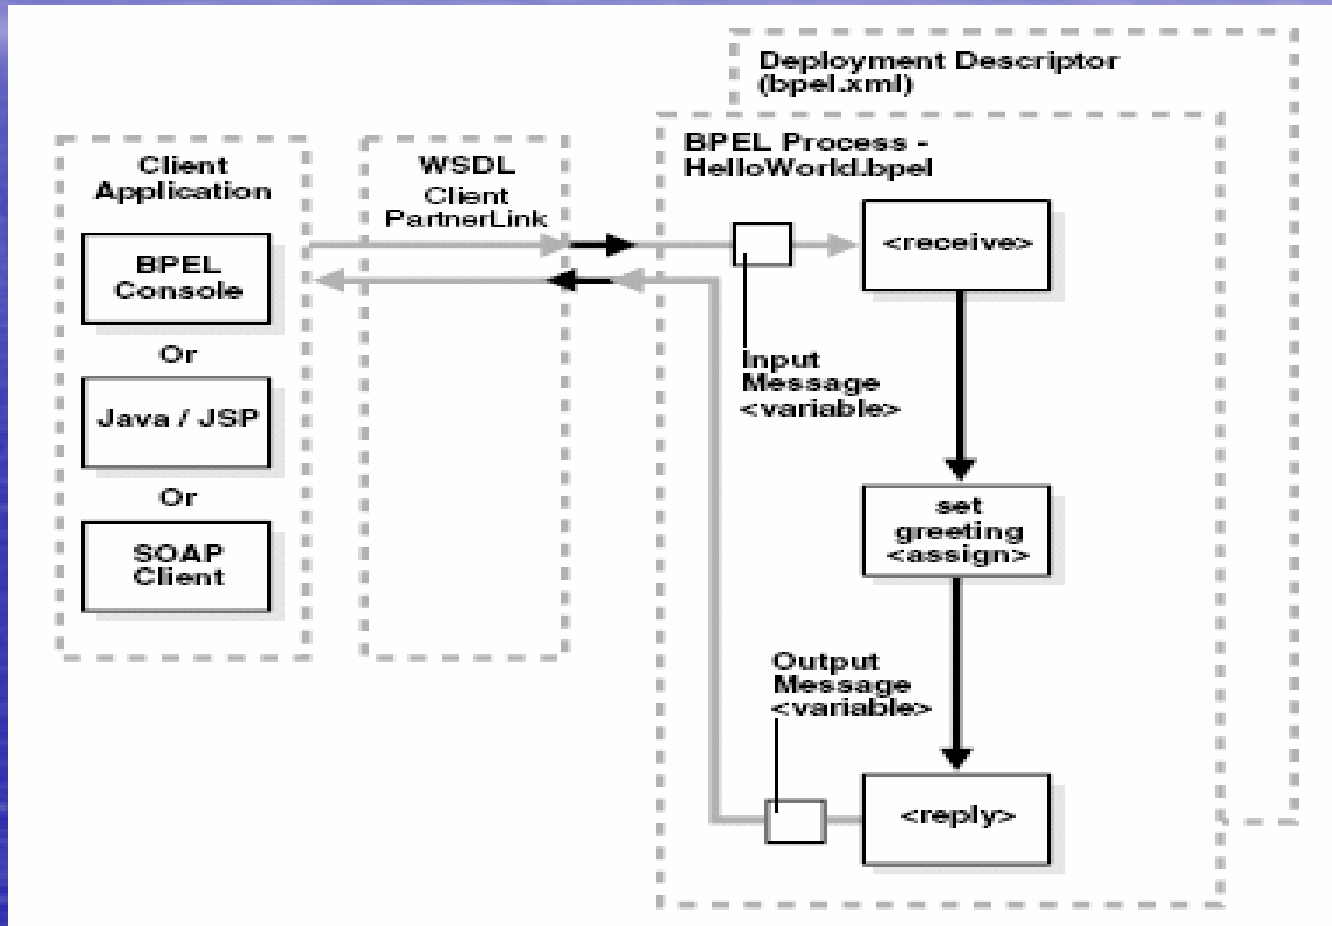 Deployment Descriptor
(bpel.xml)
BPEL Process -
HelloWorld.bpel
Client
Application
WSDL
Client
PartnerLink
BPEL
Console
Or
Java / JSP
Or
SOAP
Client
<receive>
Input
Message
<variable>
set
greeting
<assign>
Output
Message
<variable>
<reply>